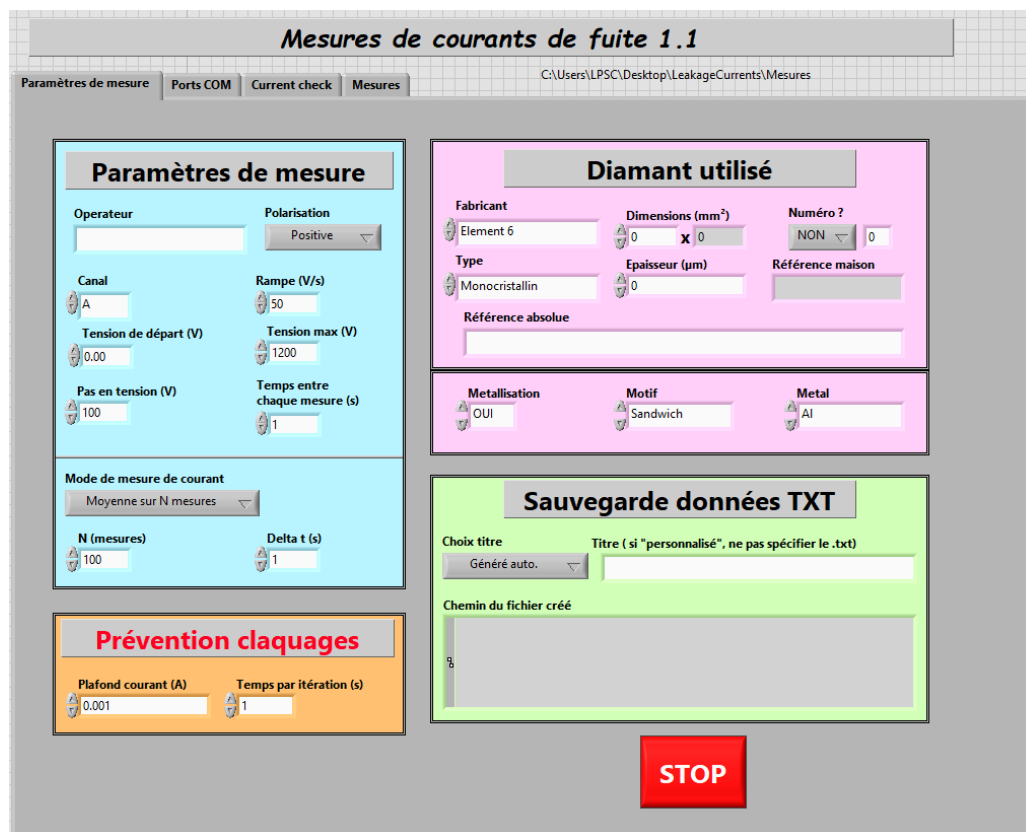 Mesures de courants de fuite 1.1
C:\Users\LPSC\Desktop\LeakageCurrents\Mesures
Paramètres de mesure
Ports COM
Current check
Mesures
Paramètres de mesure
Operateur
Polarisation
Positive
Canal
Rampe (V/s)
A
50
Tension de départ (V)
Tension max (V)
0.00
1200
Pas en tension (V)
Temps entre
chaque mesure (s)
100
1
Mode de mesure de courant
Moyenne sur N mesures
N (mesures)
Delta t (s)
100
1
Prévention claquages
Plafond courant (A)
Temps par itération (s)
0.001
1
Diamant utilisé
Fabricant
Dimensions (mm²)
Numéro ?
Element 6
0 x 0
NON
0
Type
Epaisseur (µm)
Référence maison
Monocristallin
0
Référence absolue
Metallisation
Motif
Metal
OUI
Sandwich
Al
Sauvegarde données TXT
Choix titre
Titre ( si "personnalisé", ne pas spécifier le .txt)
Généré auto.
Chemin du fichier créé
STOP